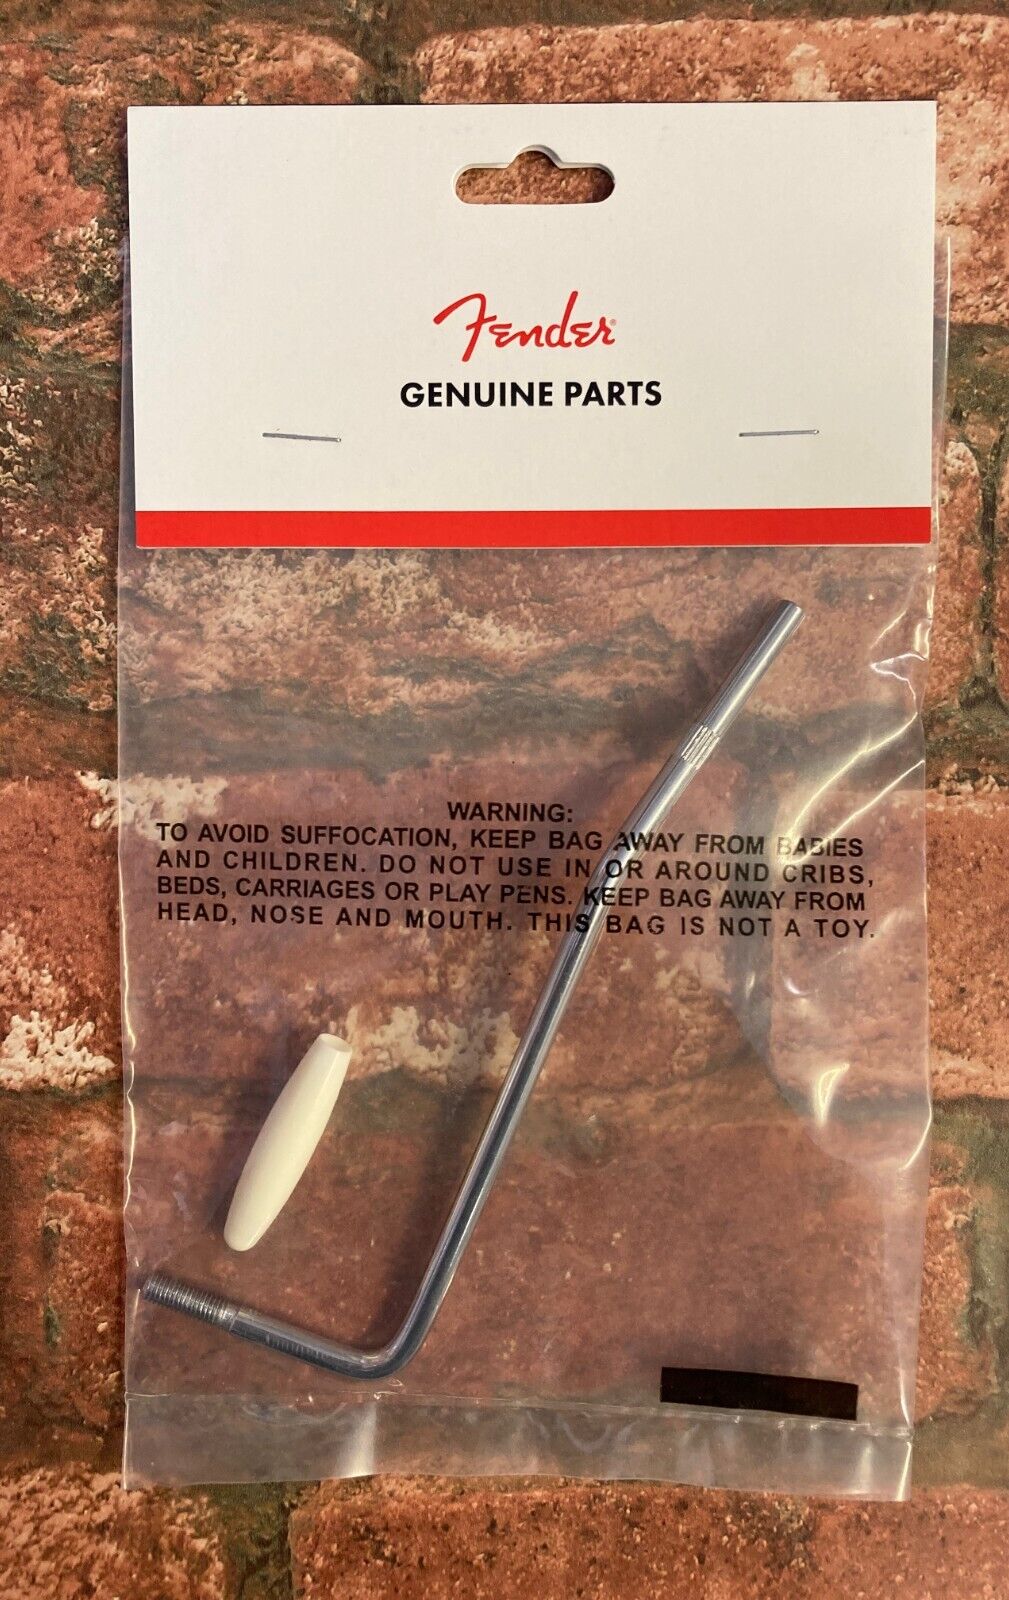 Fender®
GENUINE PARTS
WARNING:
TO AVOID SUFFOCATION, KEEP BAG AWAY FROM BABIES
AND CHILDREN. DO NOT USE IN OR AROUND CRIBS,
BEDS, CARRIAGES OR PLAY PENS. KEEP BAG AWAY FROM
HEAD, NOSE AND MOUTH. THIS BAG IS NOT A TOY.